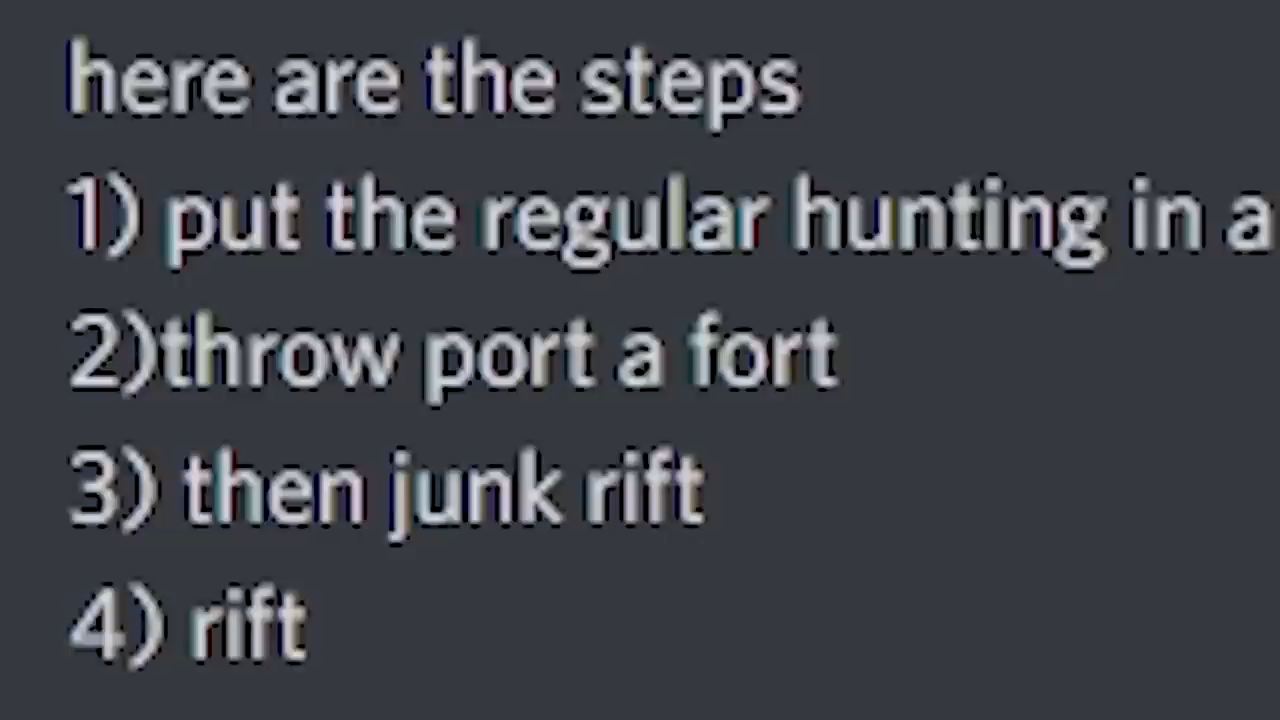 here are the steps
1) put the regular hunting in a
2)throw port a fort
3) then junk rift
4) rift